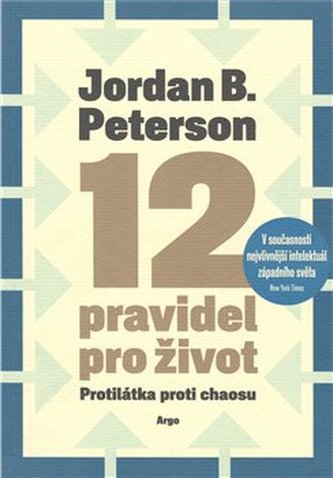 Jordan B.
Peterson
12
pravidel
pro život
Protilátka proti chaosu
Argo
V současnosti
nejvlivnější intelektuál
západního světa
New York Times